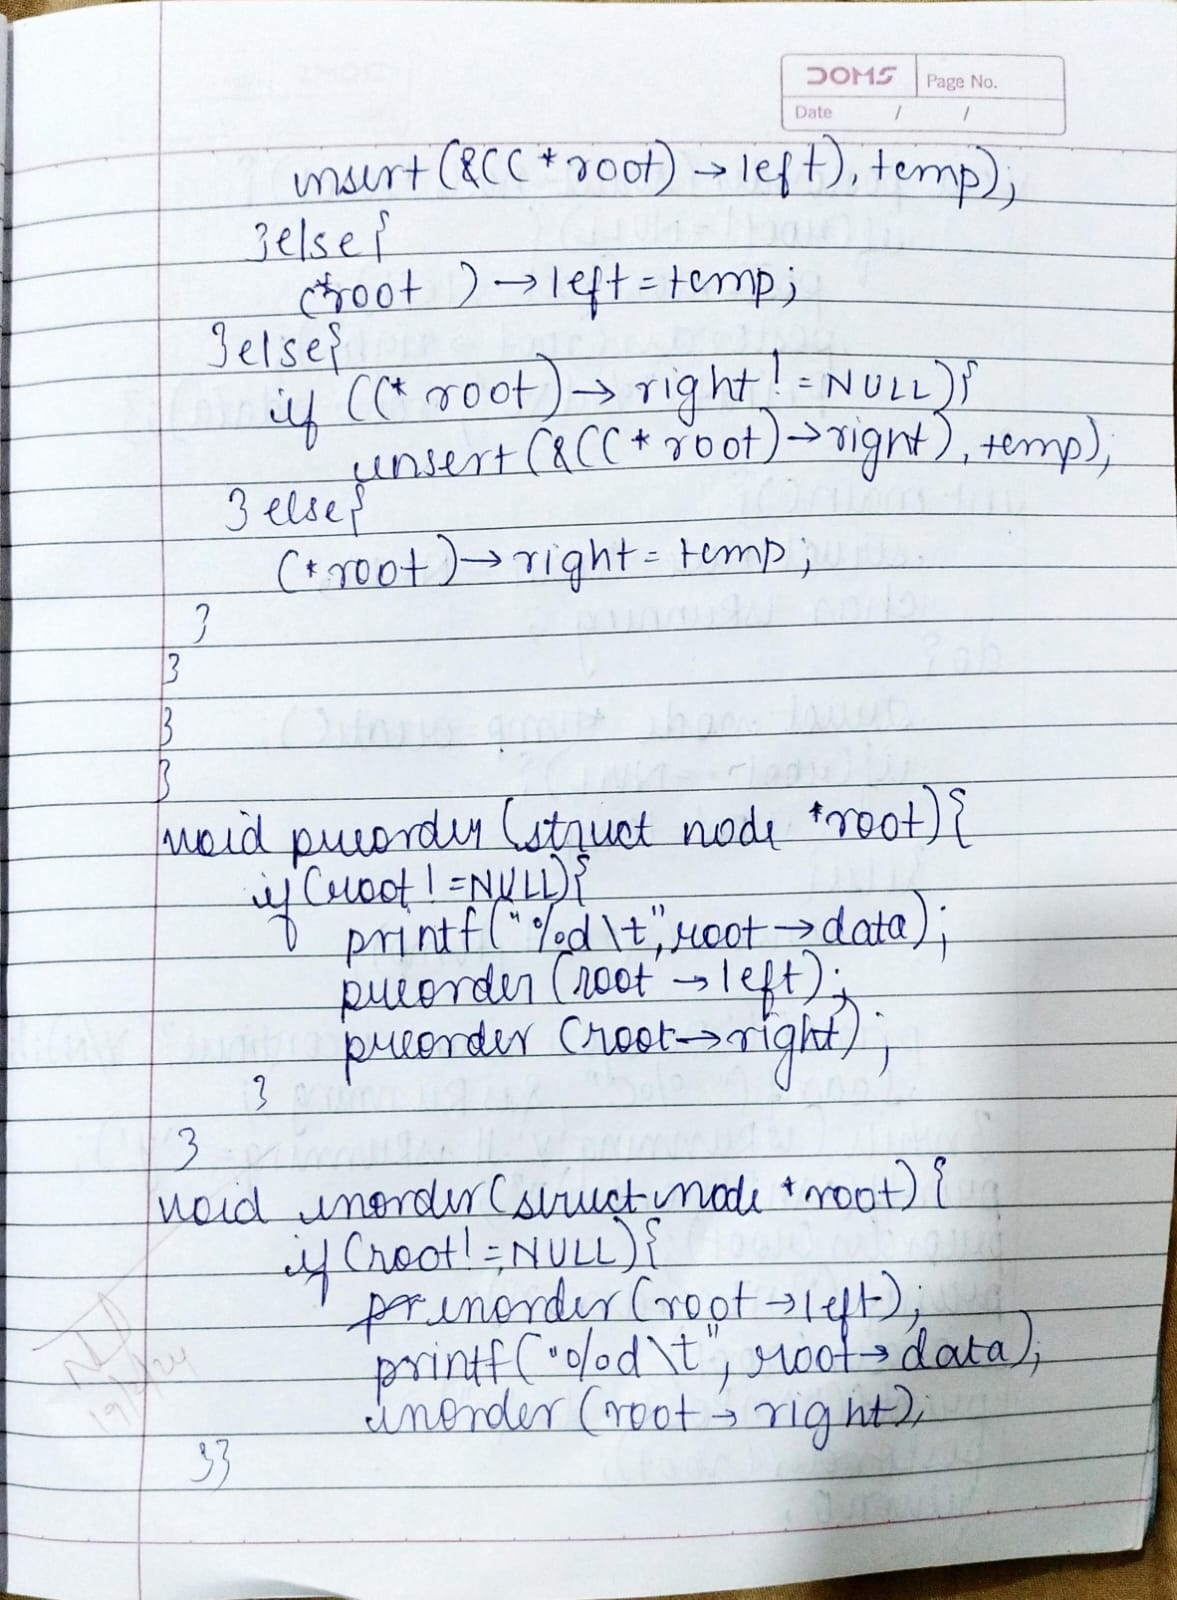 DOMS Page No.
Date / /
insert(&((*root)→left), temp);
}else{
(*root )→left=temp;
}else{
if ((*root)→right!=NULL){
insert(&((*root)→right), temp);
}else{
(*root)→right=temp;
}
}
}
}
void preorder(struct node *root){
if(root!=NULL){
printf("%d\t",root→data);
preorder(root→left);
preorder(root→right);
}
}
void inorder(struct node *root){
if(root!=NULL){
inorder(root→left);
printf("%d\t", root→data);
inorder(root→right);
}}